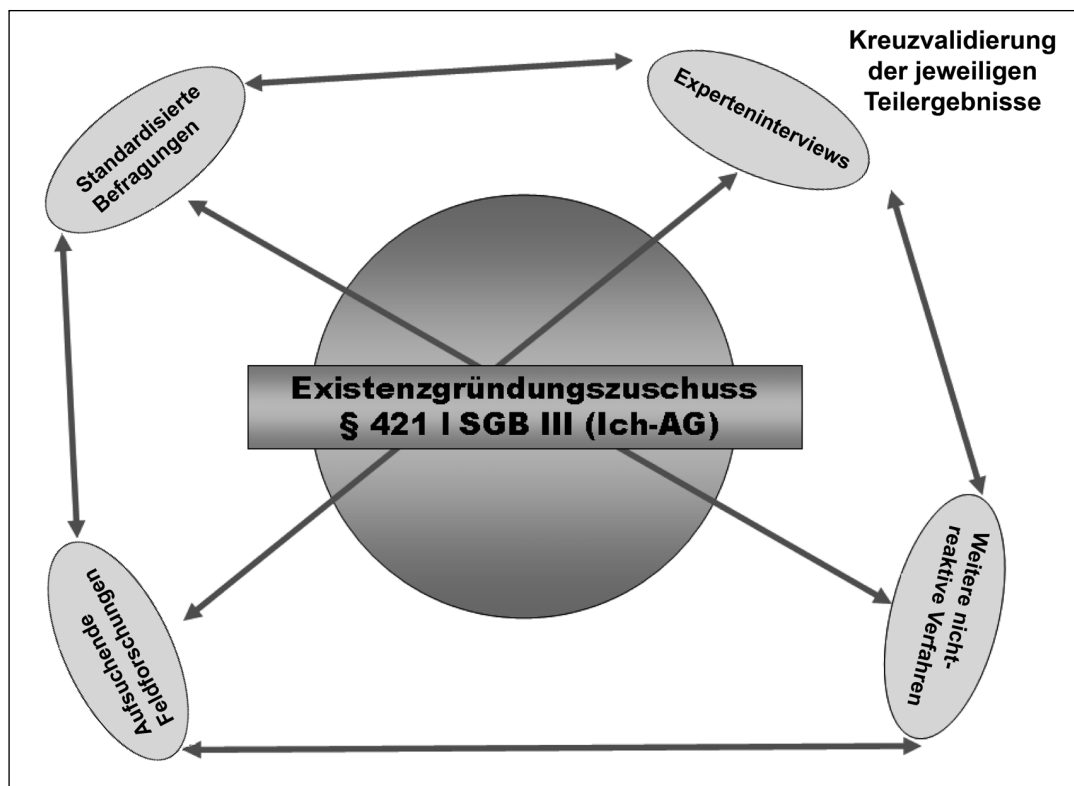 Kreuzvalidierung
der jeweiligen
Teilergebnisse
Standardisierte
Befragungen
Experteninterviews
Existenzgründungszuschuss
§ 421 l SGB III (Ich-AG)
Aufsuchende
Feldforschungen
Weitere nicht-
reaktive Verfahren